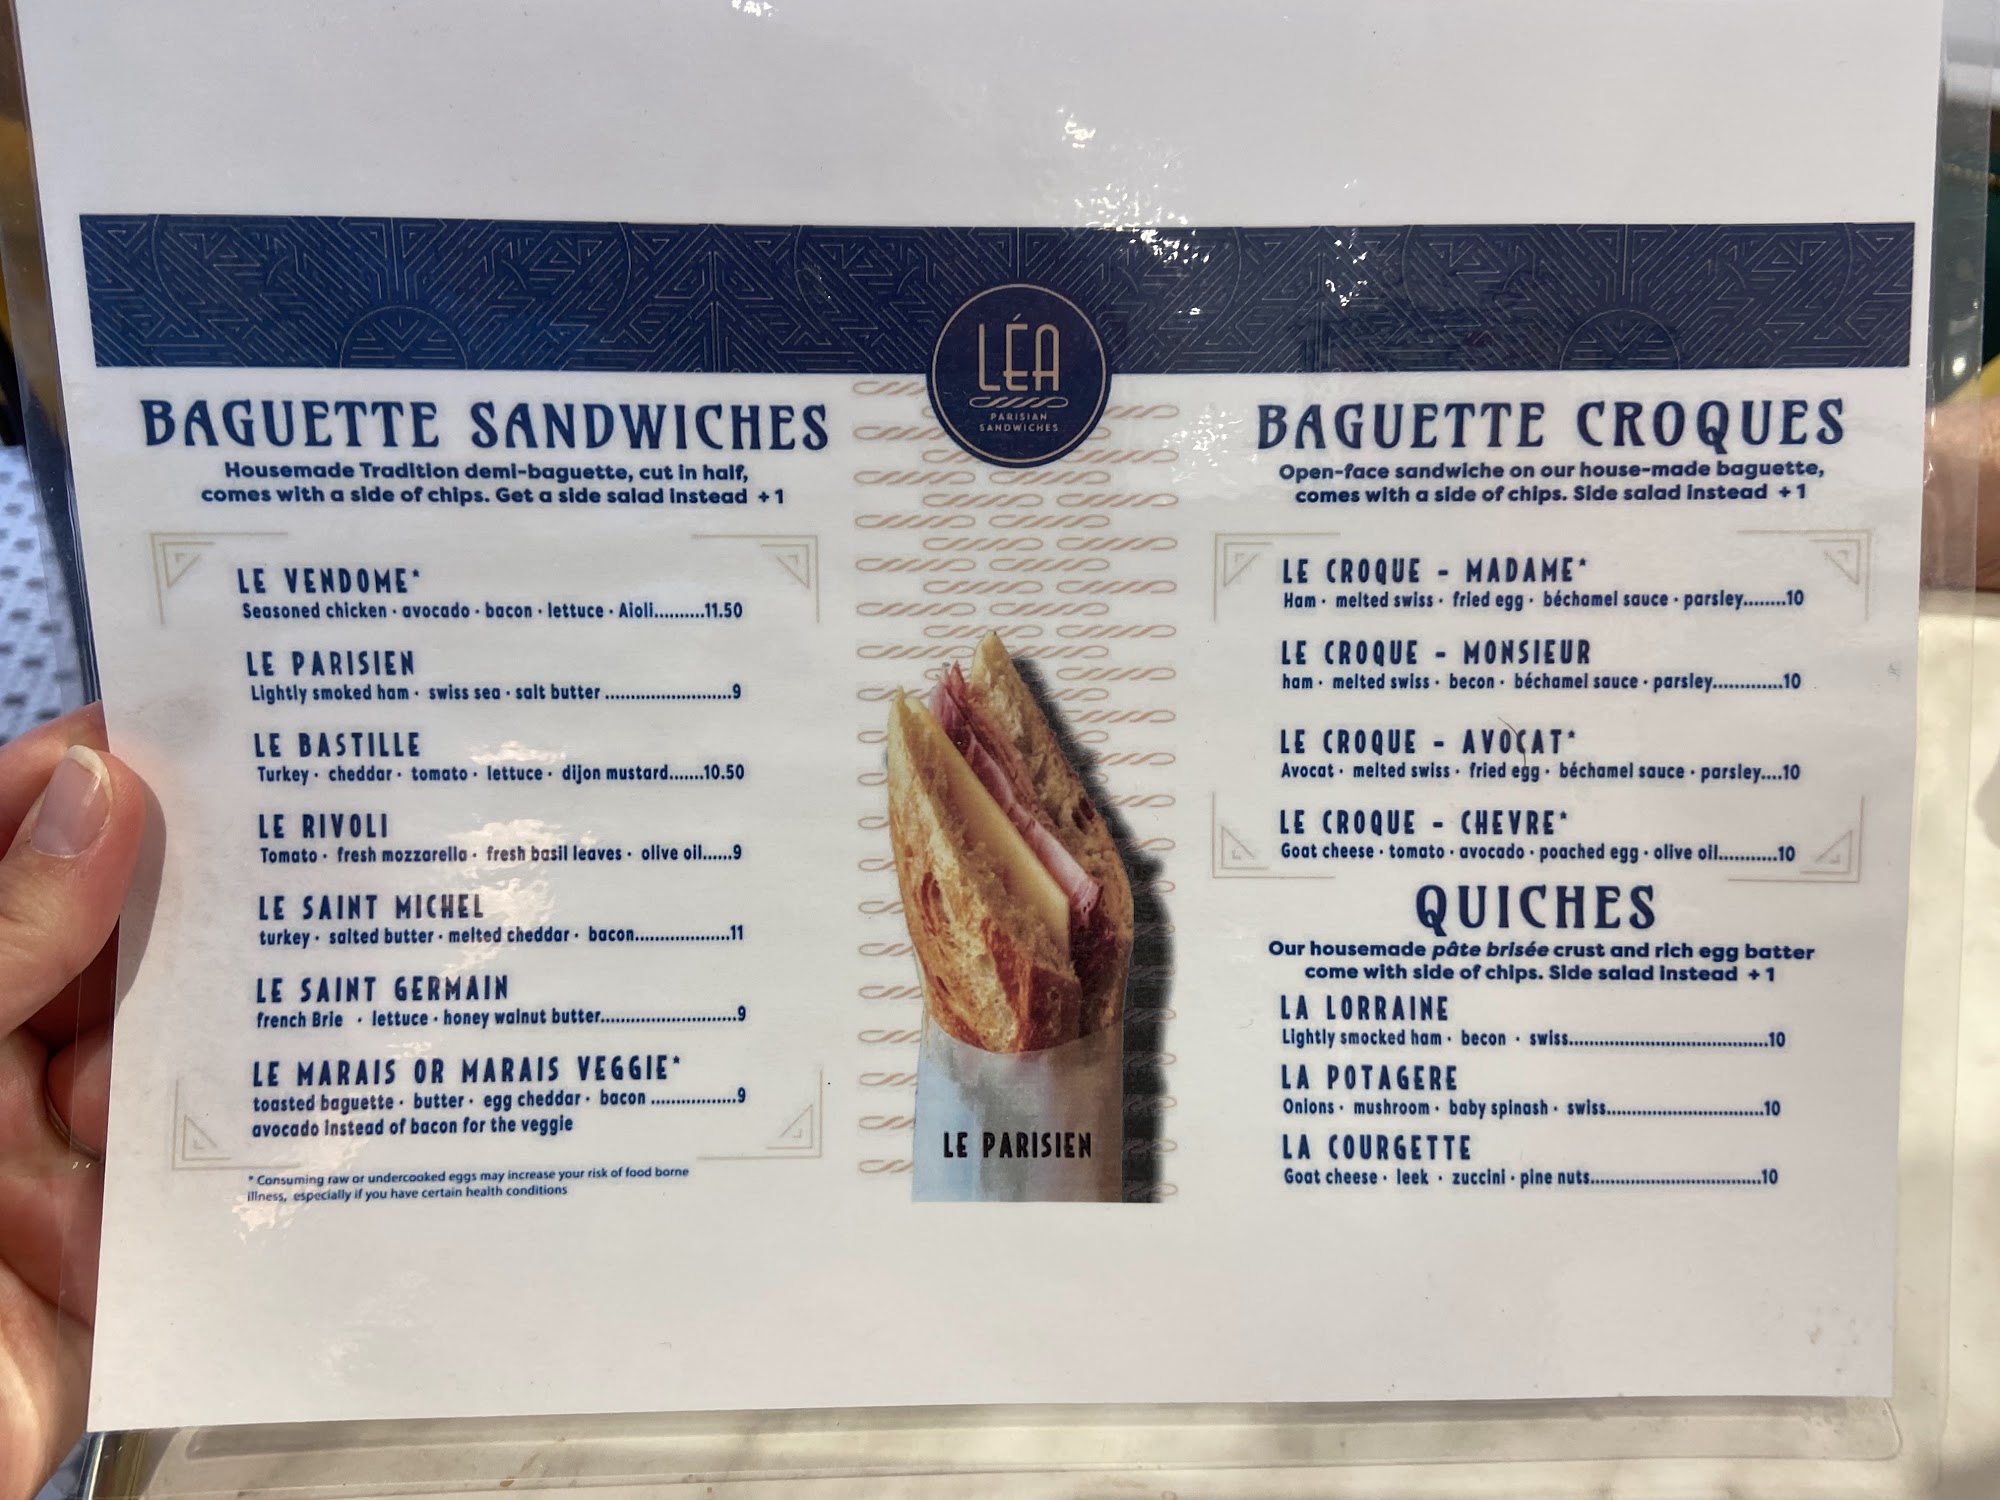 LÉA
PARISIAN
SANDWICHES
BAGUETTE SANDWICHES
Housemade Tradition demi-baguette, cut in half,
comes with a side of chips. Get a side salad instead +1
LE VENDOME*
Seasoned chicken · avocado · bacon · lettuce · Aioli..........11.50
LE PARISIEN
Lightly smoked ham · swiss sea · salt butter .........................9
LE BASTILLE
Turkey · cheddar · tomato · lettuce · dijon mustard.......10.50
LE RIVOLI
Tomato · fresh mozzarella · fresh basil leaves · olive oil......9
LE SAINT MICHEL
turkey · salted butter · melted cheddar · bacon...................11
LE SAINT GERMAIN
french Brie · lettuce · honey walnut butter...........................9
LE MARAIS OR MARAIS VEGGIE*
toasted baguette · butter · egg cheddar · bacon .................9
avocado instead of bacon for the veggie
* Consuming raw or undercooked eggs may increase your risk of food borne
illness, especially if you have certain health conditions
LE PARISIEN
BAGUETTE CROQUES
Open-face sandwiche on our house-made baguette,
comes with a side of chips. Side salad instead +1
LE CROQUE - MADAME*
Ham · melted swiss · fried egg · béchamel sauce · parsley........10
LE CROQUE - MONSIEUR
ham · melted swiss · becon · béchamel sauce · parsley.............10
LE CROQUE - AVOCAT*
Avocat · melted swiss · fried egg · béchamel sauce · parsley....10
LE CROQUE - CHEVRE*
Goat cheese · tomato · avocado · poached egg · olive oil...........10
QUICHES
Our housemade pâte brisée crust and rich egg batter
come with side of chips. Side salad instead +1
LA LORRAINE
Lightly smocked ham · becon · swiss.......................................10
LA POTAGERE
Onions · mushroom · baby spinash · swiss...............................10
LA COURGETTE
Goat cheese · leek · zuccini · pine nuts..................................10